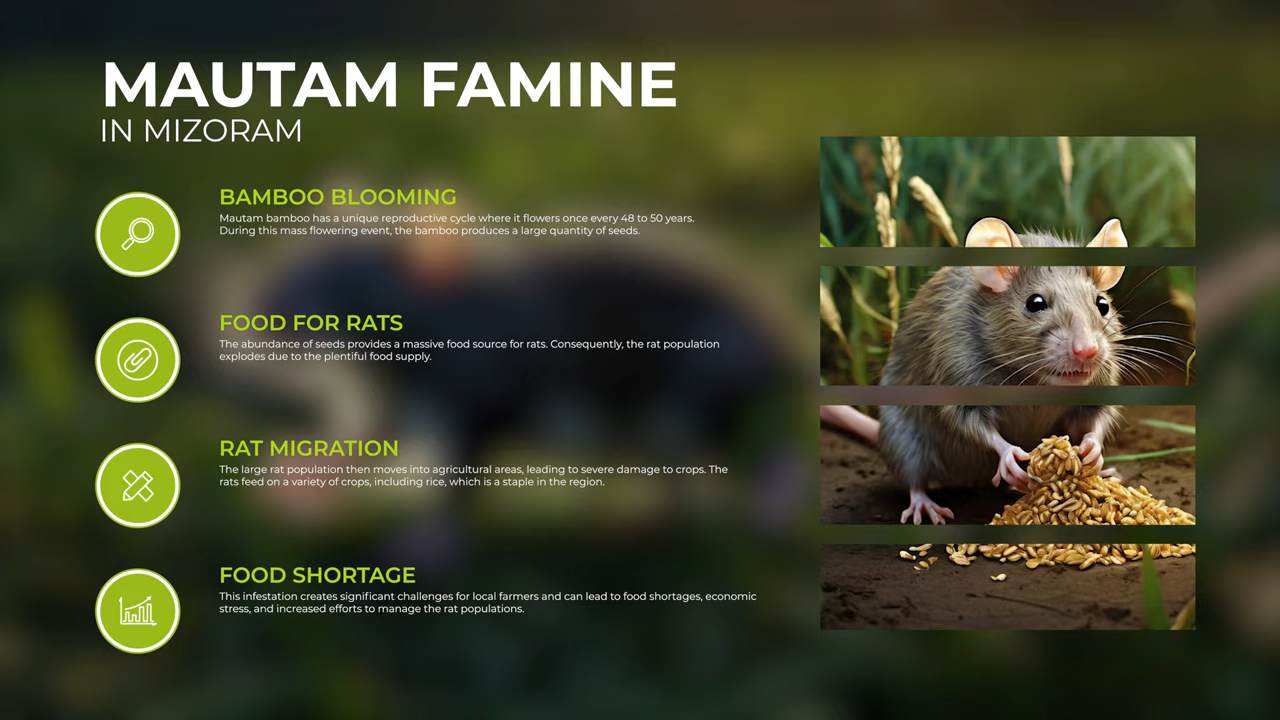 MAUTAM FAMINE
IN MIZORAM
BAMBOO BLOOMING
Mautam bamboo has a unique reproductive cycle where it flowers once every 48 to 50 years.
During this mass flowering event, the bamboo produces a large quantity of seeds.
FOOD FOR RATS
The abundance of seeds provides a massive food source for rats. Consequently, the rat population
explodes due to the plentiful food supply.
RAT MIGRATION
The large rat population then moves into agricultural areas, leading to severe damage to crops. The
rats feed on a variety of crops, including rice, which is a staple in the region.
FOOD SHORTAGE
This infestation creates significant challenges for local farmers and can lead to food shortages, economic
stress, and increased efforts to manage the rat populations.